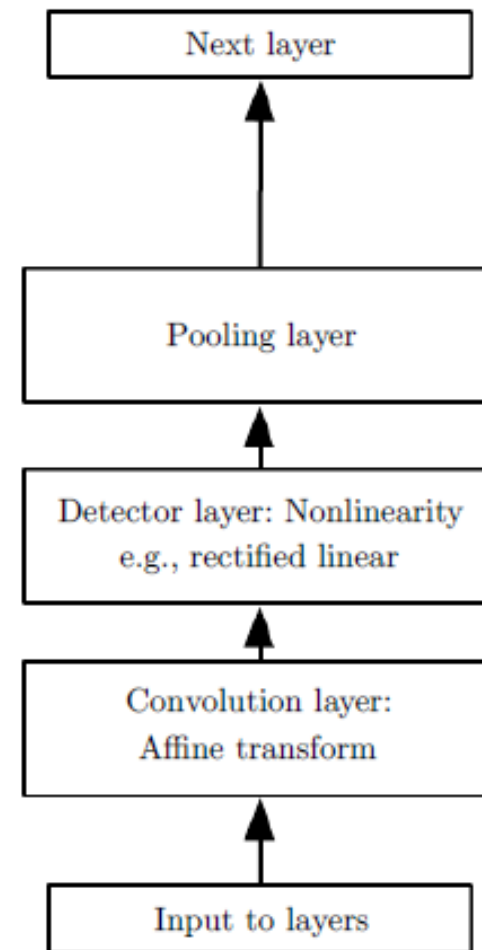 Next layer
Pooling layer
Detector layer: Nonlinearity
e.g., rectified linear
Convolution layer:
Affine transform
Input to layers